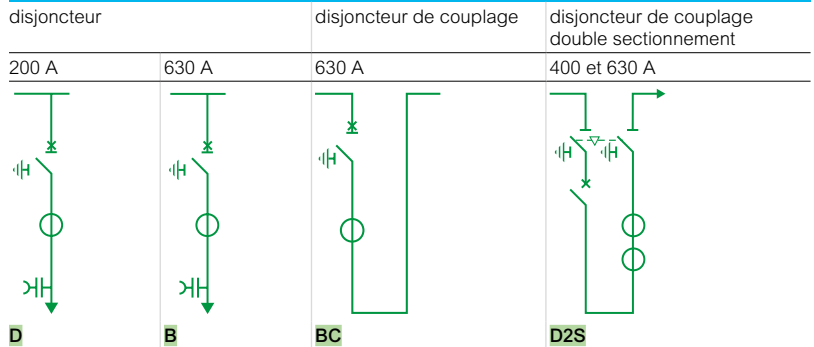 disjoncteur
disjoncteur de couplage
disjoncteur de couplage
double sectionnement
200 A
630 A
630 A
400 et 630 A
D
B
BC
D2S